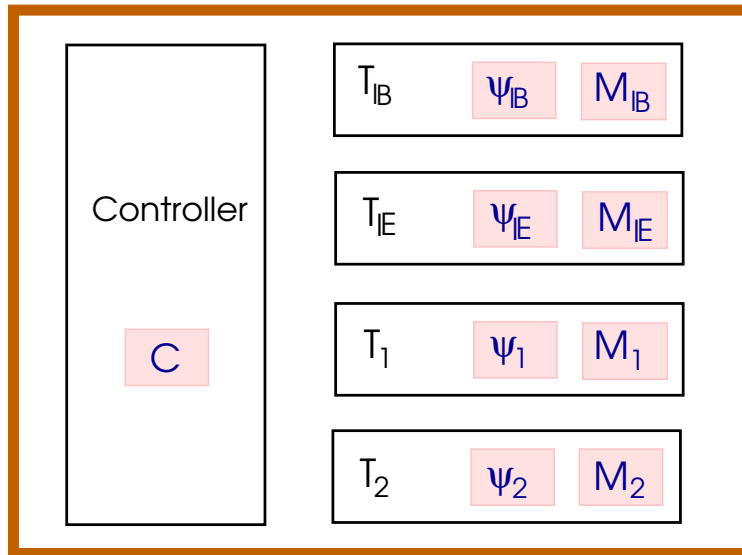 Controller
C
T_IB ψ_IB M_IB
T_IE ψ_IE M_IE
T_1 ψ_1 M_1
T_2 ψ_2 M_2